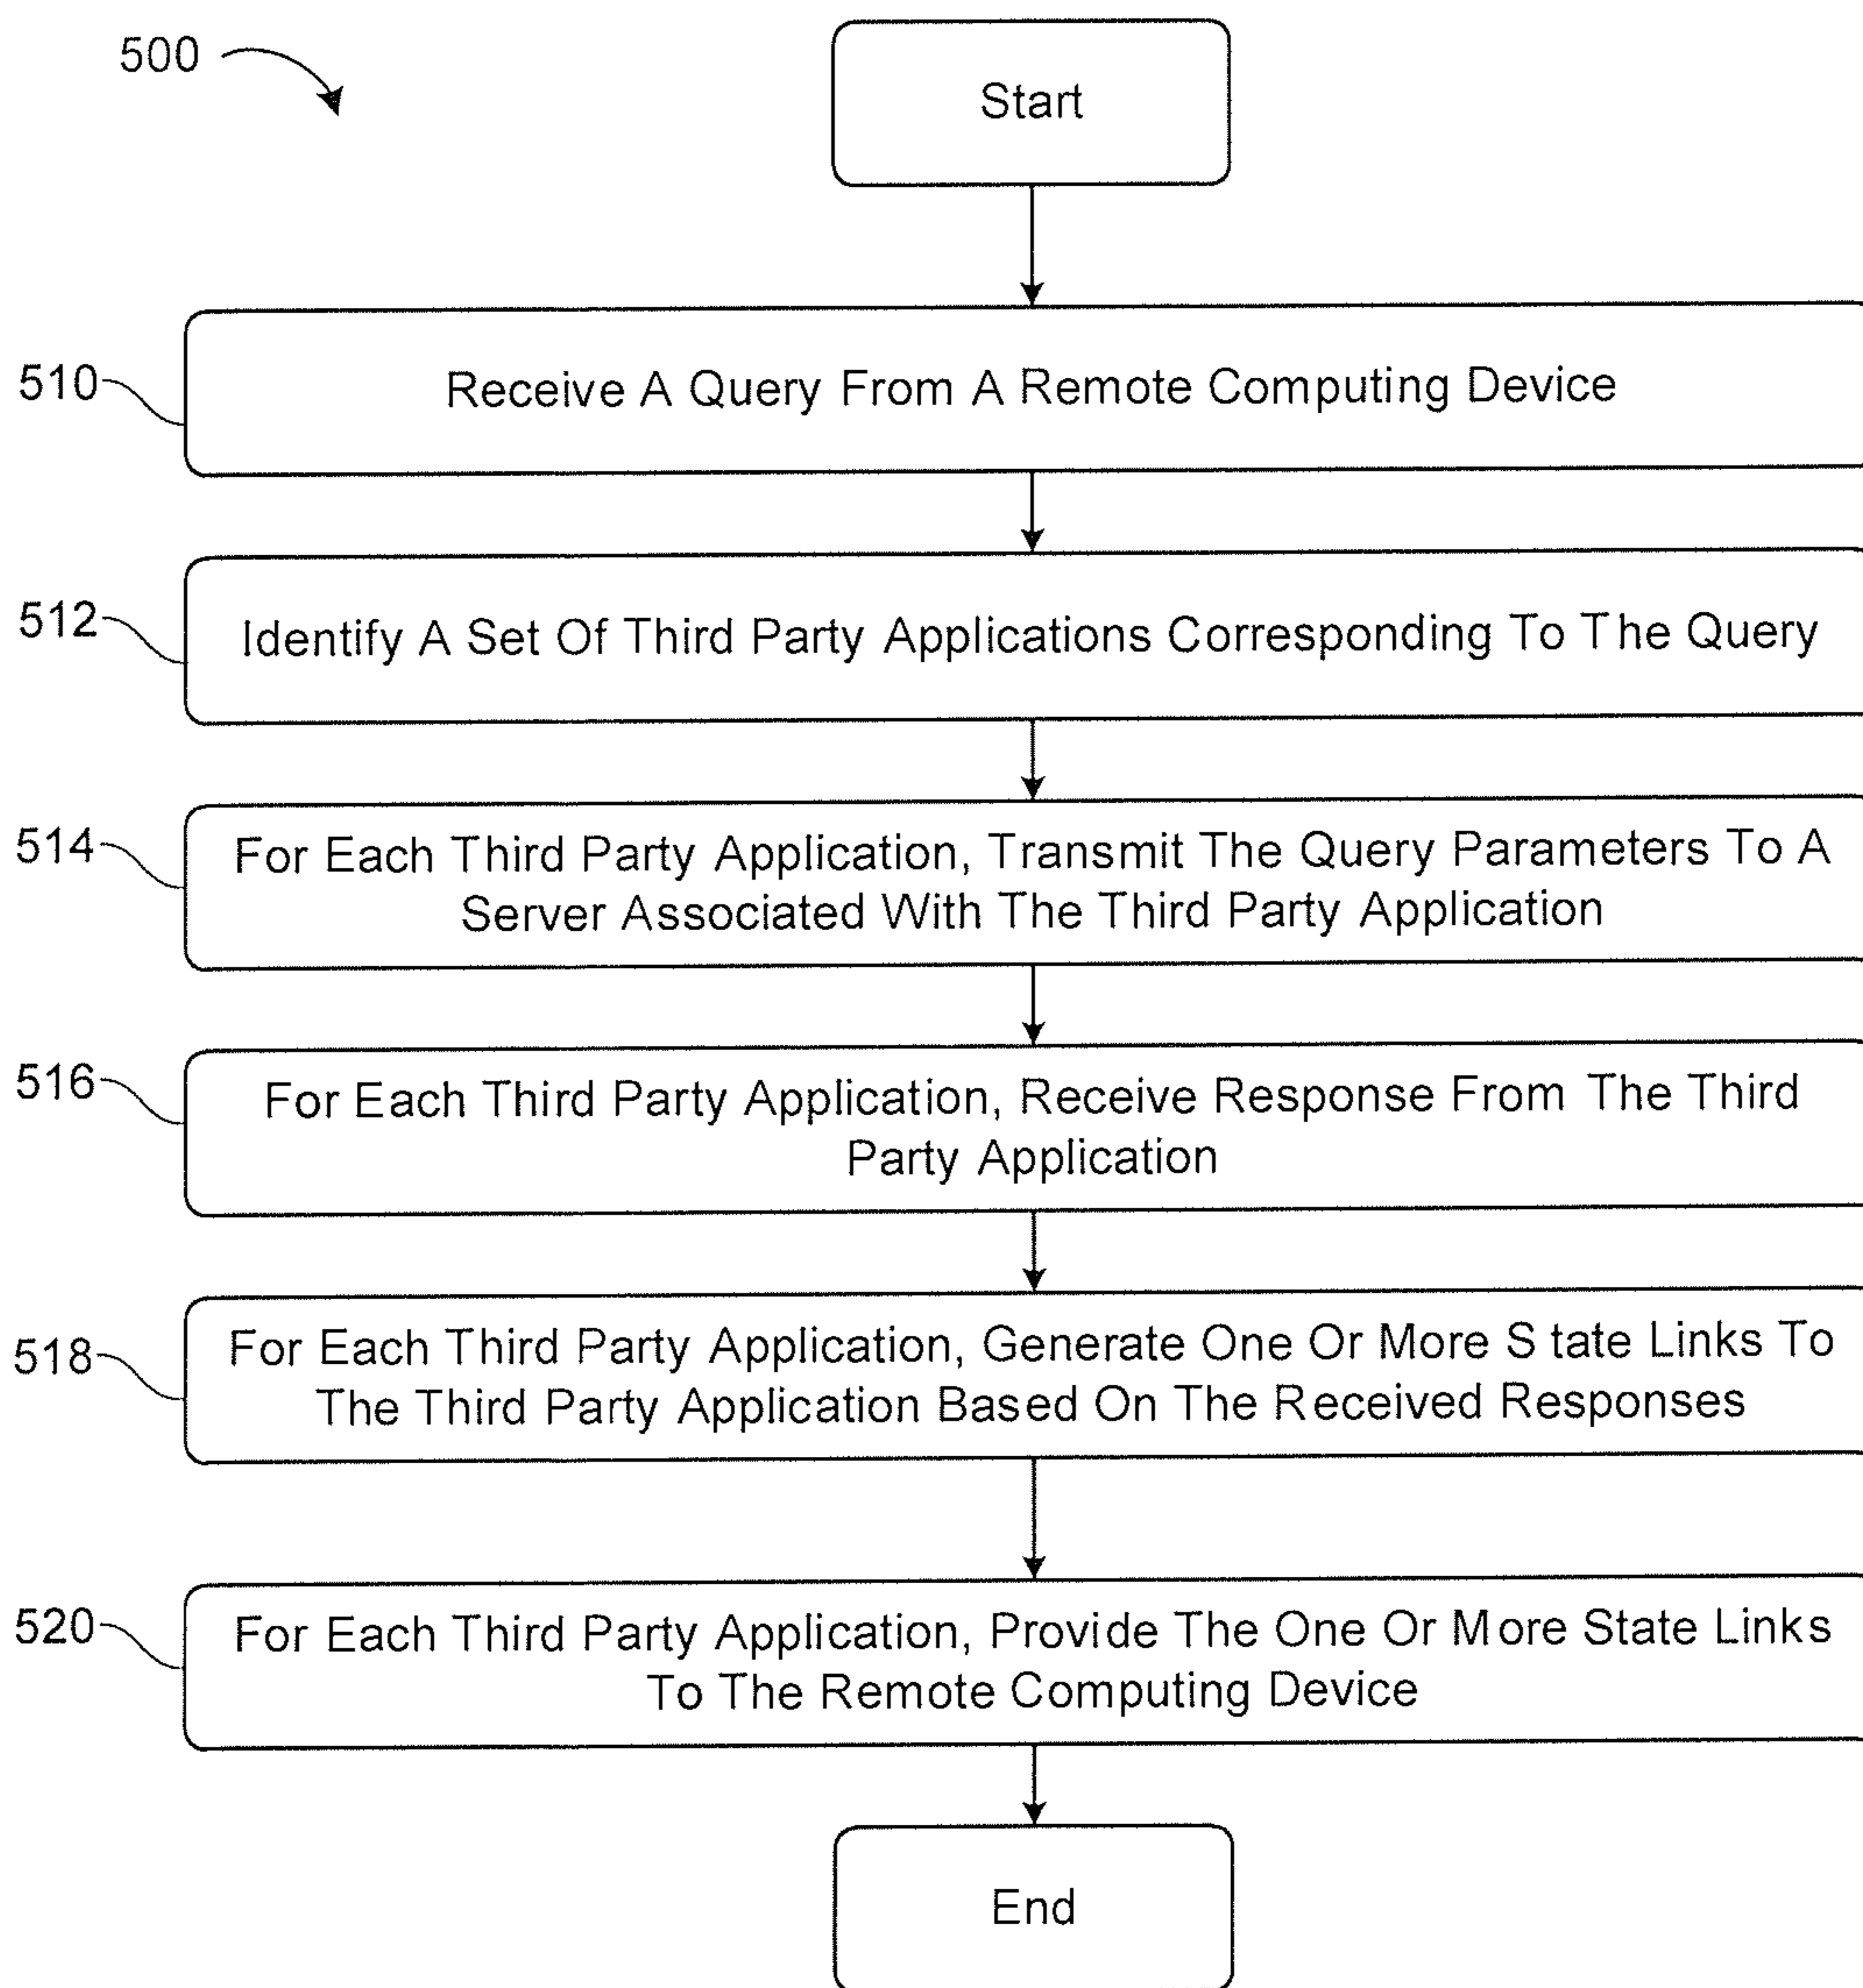 500
Start
510
Receive A Query From A Remote Computing Device
512
Identify A Set Of Third Party Applications Corresponding To The Query
514
For Each Third Party Application, Transmit The Query Parameters To A
Server Associated With The Third Party Application
516
For Each Third Party Application, Receive Response From The Third
Party Application
518
For Each Third Party Application, Generate One Or More State Links To
The Third Party Application Based On The Received Responses
520
For Each Third Party Application, Provide The One Or More State Links
To The Remote Computing Device
End